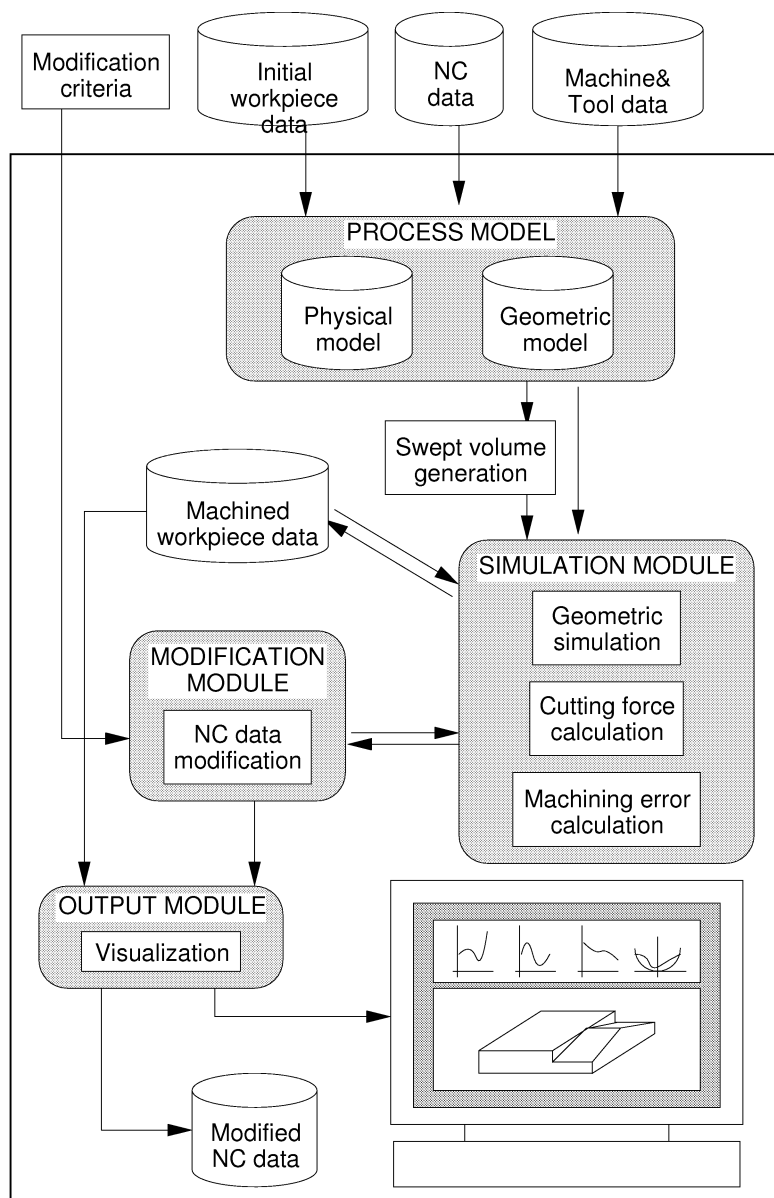 Modification
criteria
Initial
workpiece
data
NC
data
Machine&
Tool data
PROCESS MODEL
Physical
model
Geometric
model
Swept volume
generation
Machined
workpiece data
SIMULATION MODULE
Geometric
simulation
Cutting force
calculation
Machining error
calculation
MODIFICATION
MODULE
NC data
modification
OUTPUT MODULE
Visualization
Modified
NC data